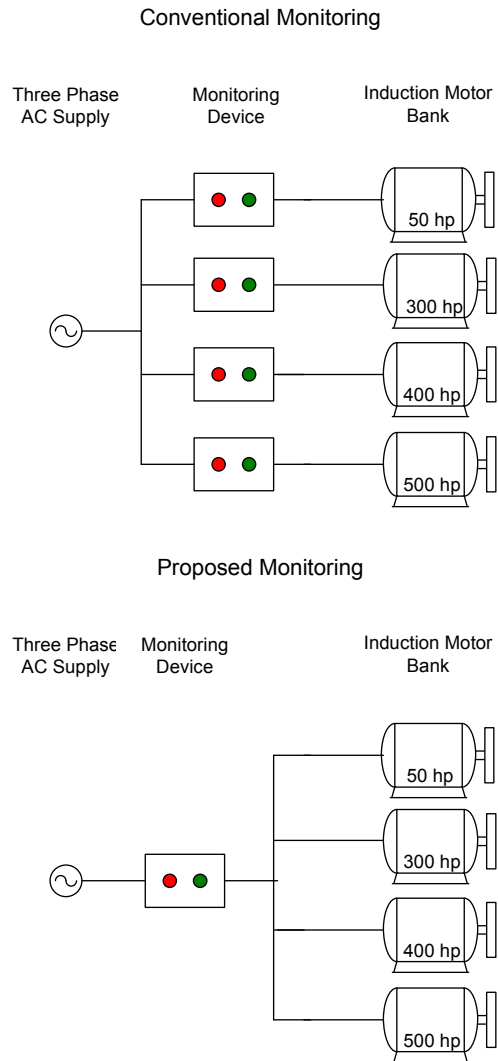 Conventional Monitoring
Three Phase Monitoring Induction Motor
AC Supply Device Bank
50 hp
300 hp
400 hp
500 hp
Proposed Monitoring
Three Phase Monitoring Induction Motor
AC Supply Device Bank
50 hp
300 hp
400 hp
500 hp